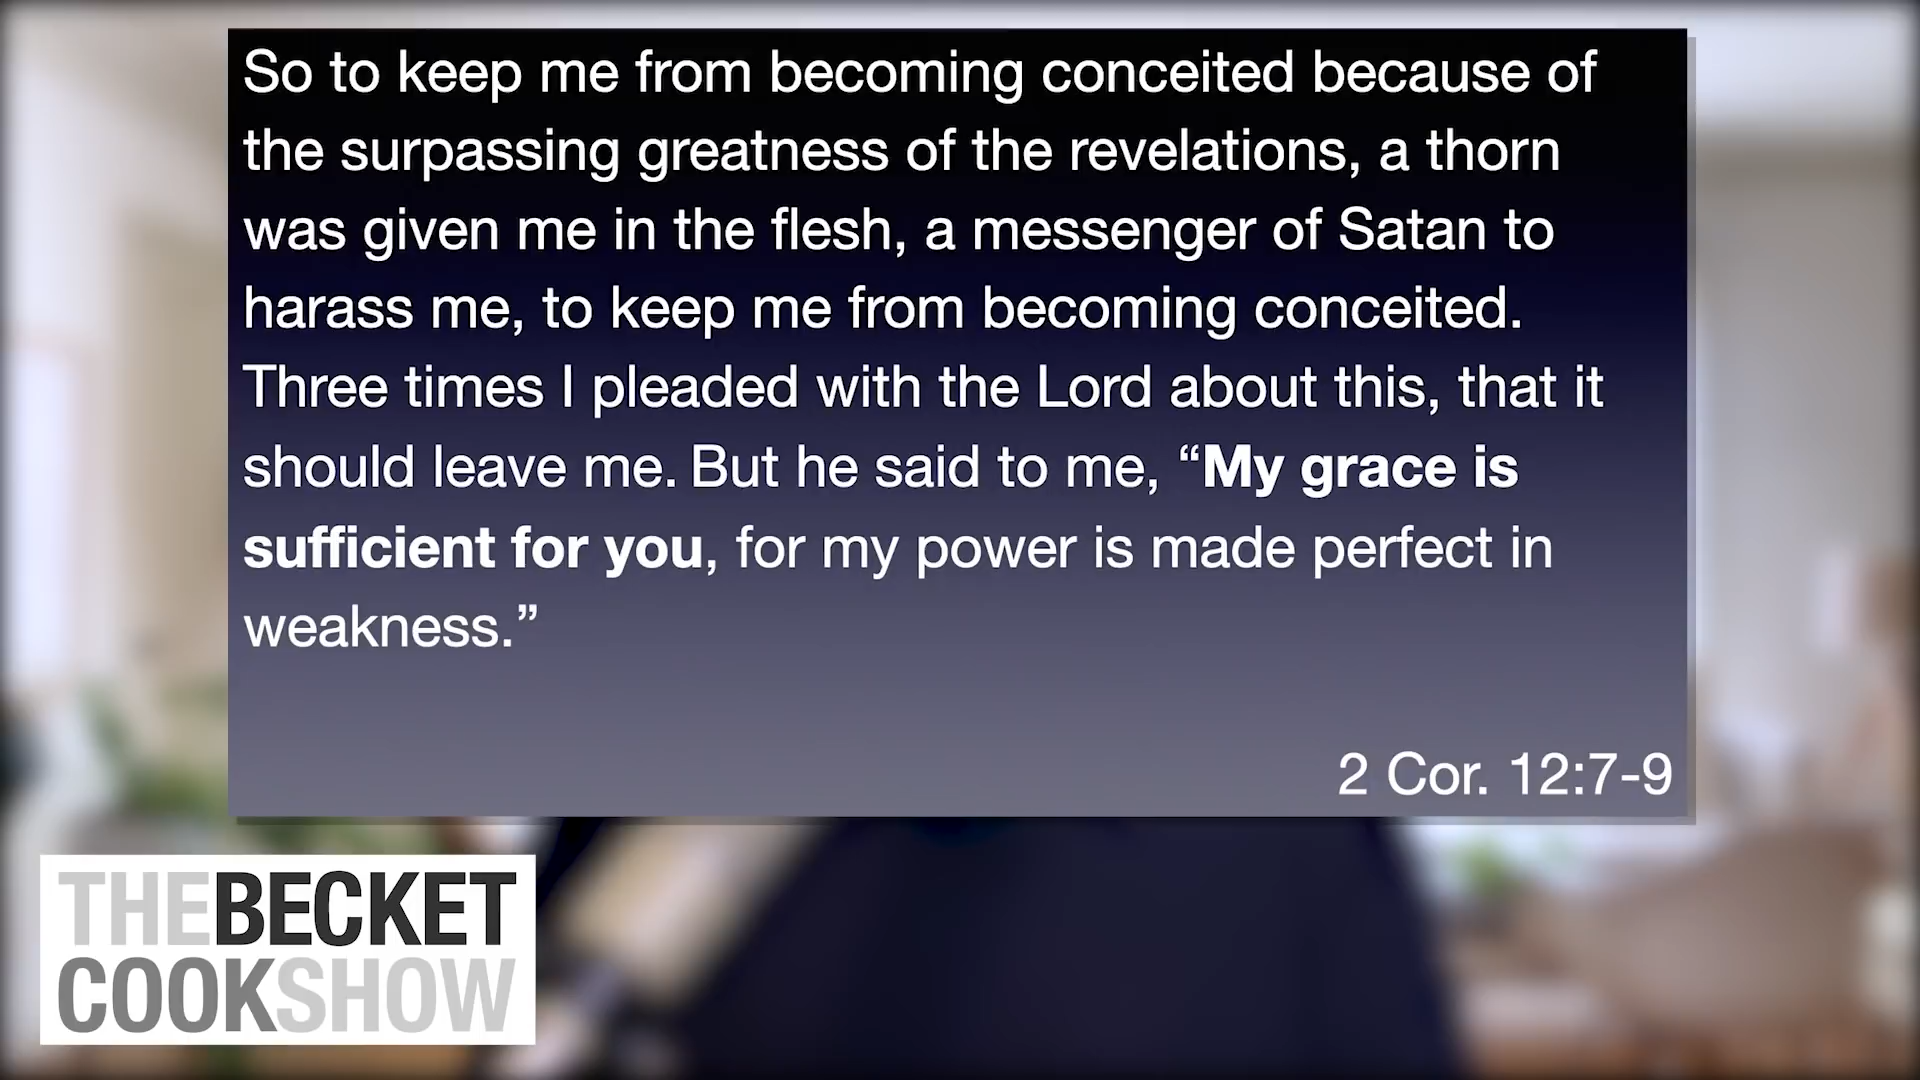 So to keep me from becoming conceited because of
the surpassing greatness of the revelations, a thorn
was given me in the flesh, a messenger of Satan to
harass me, to keep me from becoming conceited.
Three times I pleaded with the Lord about this, that it
should leave me. But he said to me, “My grace is
sufficient for you, for my power is made perfect in
weakness.”
2 Cor. 12:7-9
THEBECKET
COOKSHOW